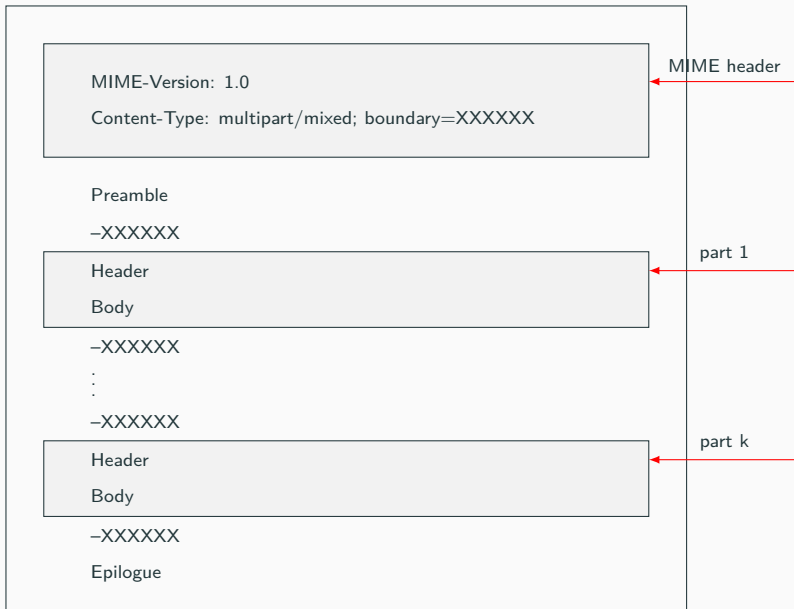 MIME header
MIME-Version: 1.0
Content-Type: multipart/mixed; boundary=XXXXXX
Preamble
–XXXXXX
part 1
Header
Body
–XXXXXX
⋮
–XXXXXX
part k
Header
Body
–XXXXXX
Epilogue